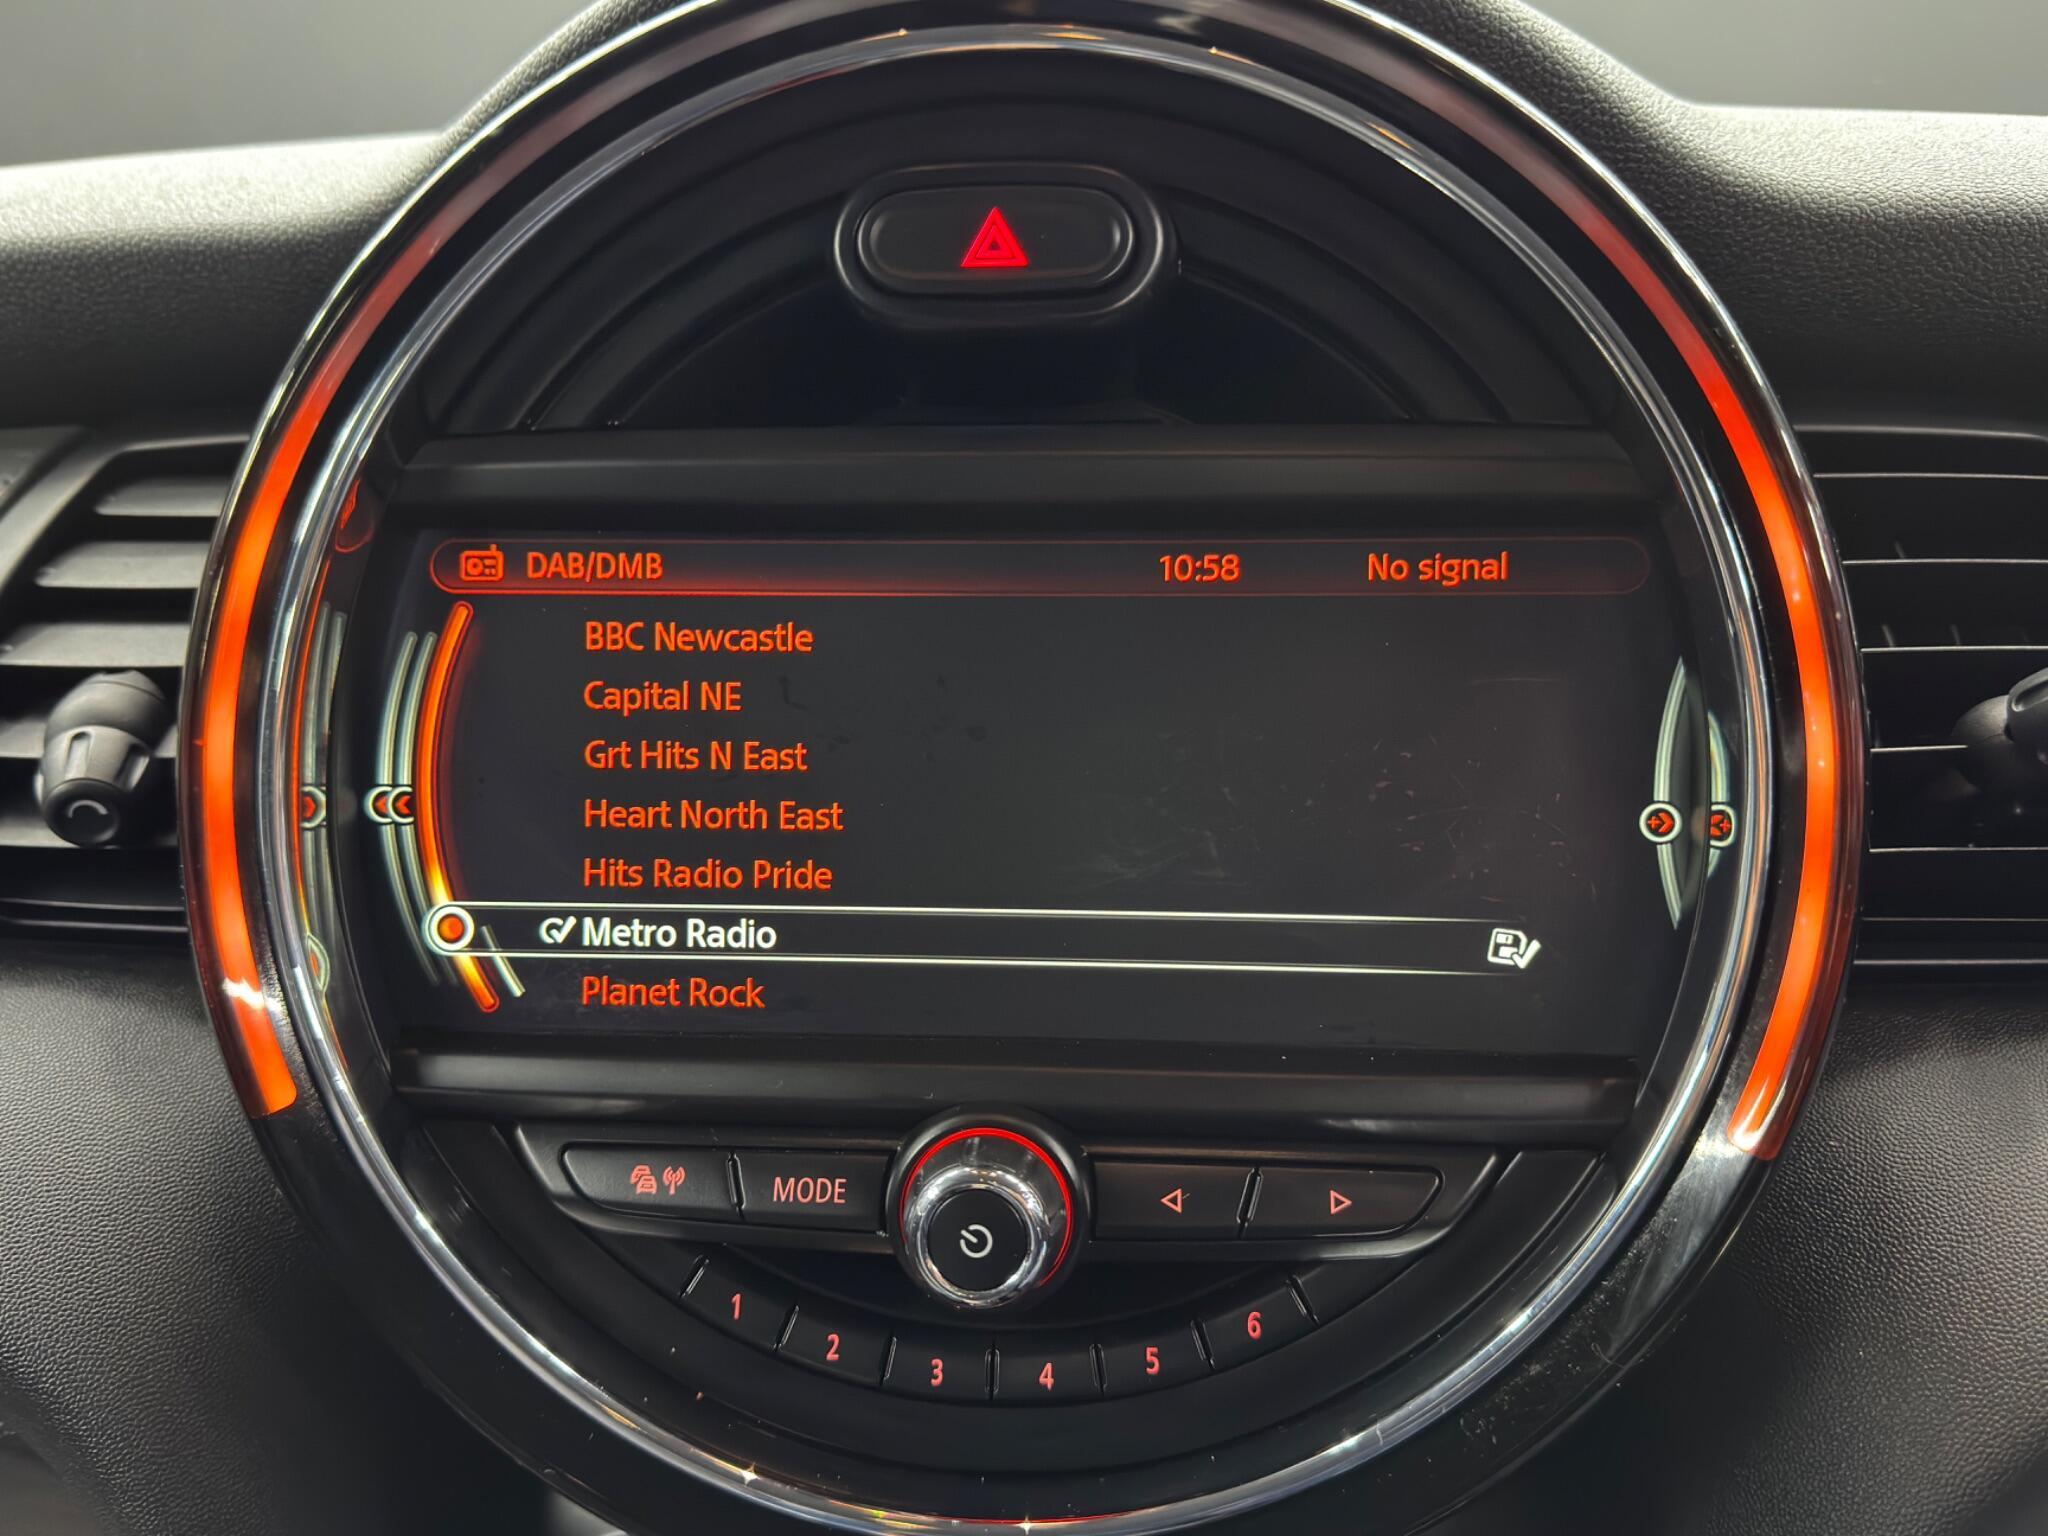 DAB/DMB 10:58 No signal
BBC Newcastle
Capital NE
Grt Hits N East
Heart North East
Hits Radio Pride
Metro Radio
Planet Rock
MODE
1 2 3 4 5 6